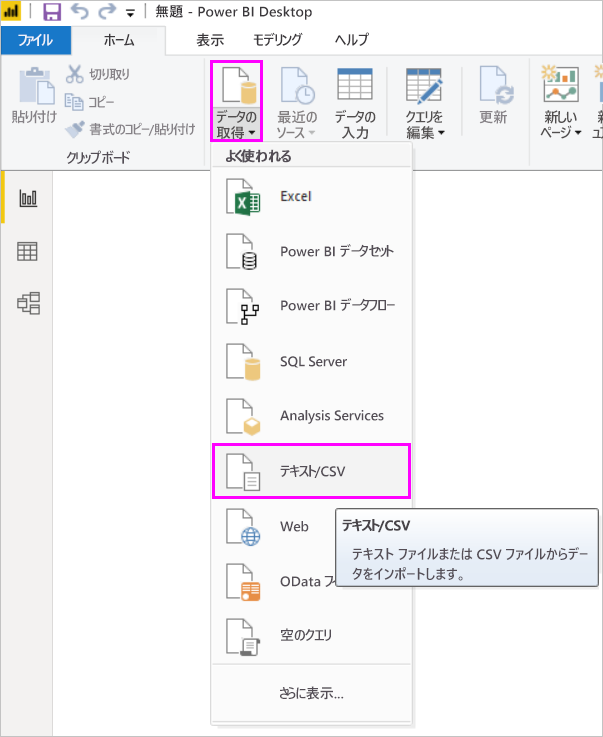 無題 - Power BI Desktop
ファイル ホーム 表示 モデリング ヘルプ
貼り付け
切り取り
コピー
書式のコピー/貼り付け
クリップボード
データの
取得
最近の
ソース
データの
入力
クエリを
編集
更新
新しい
ページ
よく使われる
Excel
Power BI データセット
Power BI データフロー
SQL Server
Analysis Services
テキスト/CSV
Web
テキスト/CSV
テキスト ファイルまたは CSV ファイルからデー
タをインポートします。
OData
空のクエリ
さらに表示...